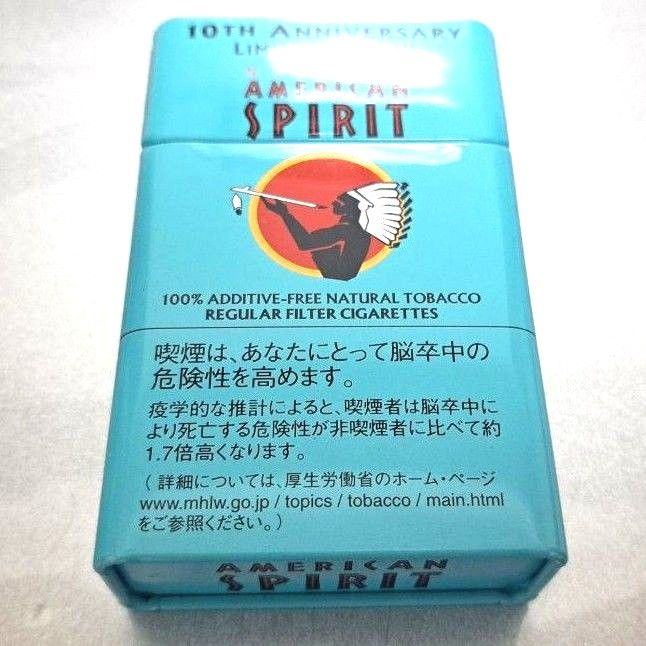 10TH ANNIVERSARY
LIM
AMERICAN
SPIRIT
100% ADDITIVE-FREE NATURAL TOBACCO
REGULAR FILTER CIGARETTES
喫煙は、あなたにとって脳卒中の
危険性を高めます。
疫学的な推計によると、喫煙者は脳卒中に
より死亡する危険性が非喫煙者に比べて約
1.7倍高くなります。
（詳細については、厚生労働省のホーム・ページ
www.mhlw.go.jp / topics / tobacco / main.html
をご参照ください。）
AMERICAN
SPIRIT